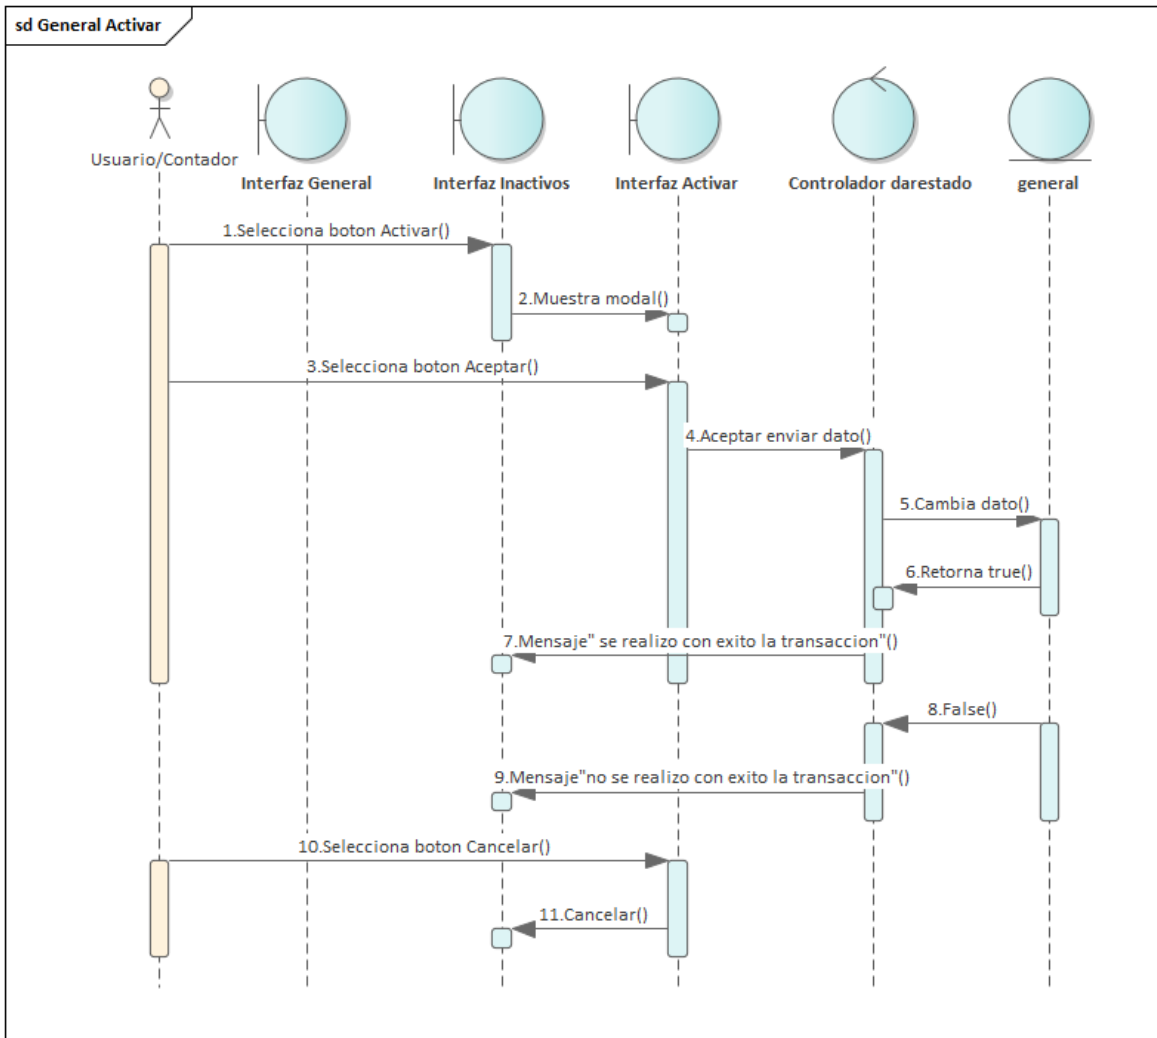 sd General Activar
Usuario/Contador
Interfaz General
Interfaz Inactivos
Interfaz Activar
Controlador darestado
general
1.Selecciona boton Activar()
2.Muestra modal()
3.Selecciona boton Aceptar()
4.Aceptar enviar dato()
5.Cambia dato()
6.Retorna true()
7.Mensaje" se realizo con exito la transaccion"()
8.False()
9.Mensaje"no se realizo con exito la transaccion"()
10.Selecciona boton Cancelar()
11.Cancelar()